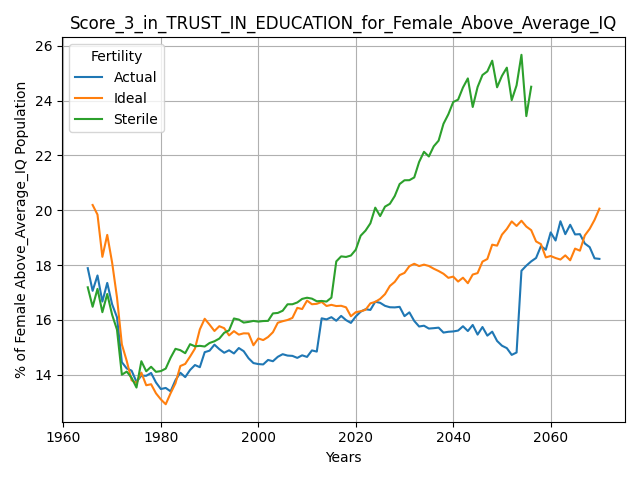 Score_3_in_TRUST_IN_EDUCATION_for_Female_Above_Average_IQ
Fertility
Actual
Ideal
Sterile
% of Female Above_Average_IQ Population
26
24
22
20
18
16
14
1960
1980
2000
2020
2040
2060
Years